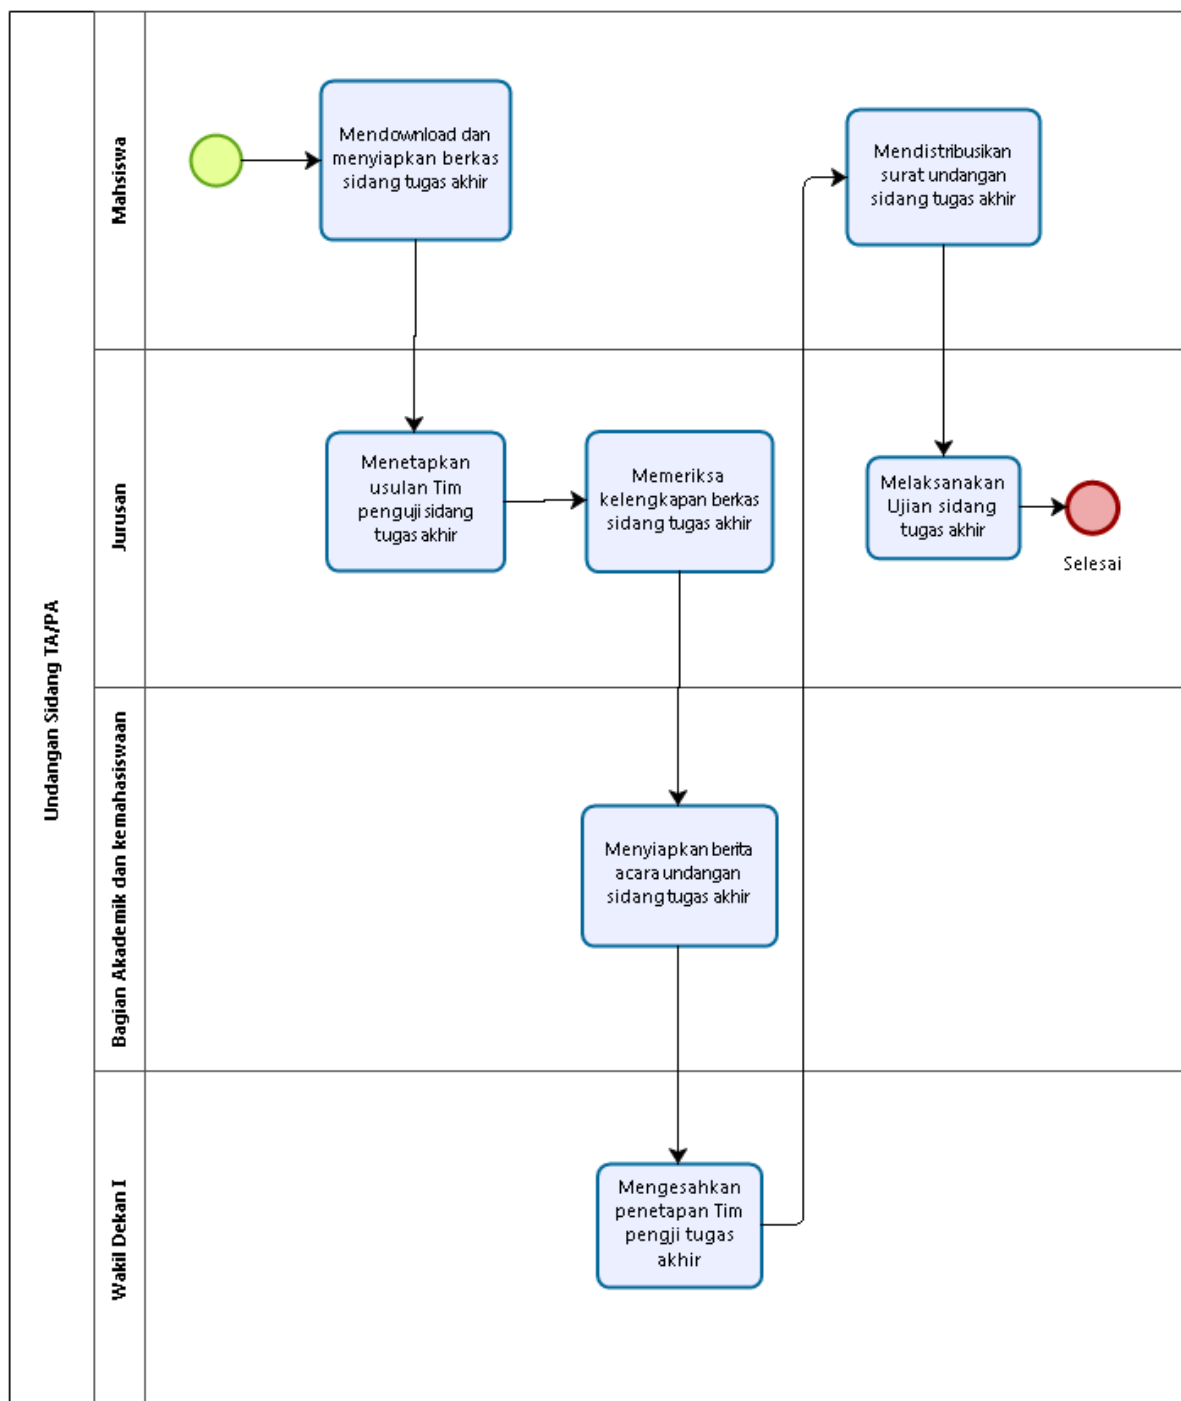 Undangan Sidang TA/PA
Mahsiswa
Mendownload dan
menyiapkan berkas
sidang tugas akhir
Mendistribusikan
surat undangan
sidang tugas akhir
Jurusan
Menetapkan
usulan Tim
penguji sidang
tugas akhir
Memeriksa
kelengkapan berkas
sidang tugas akhir
Melaksanakan
Ujian sidang
tugas akhir
Selesai
Bagian Akademik dan kemahasiswaan
Menyiapkan berita
acara undangan
sidang tugas akhir
Wakil Dekan I
Mengesahkan
penetapan Tim
pengji tugas
akhir